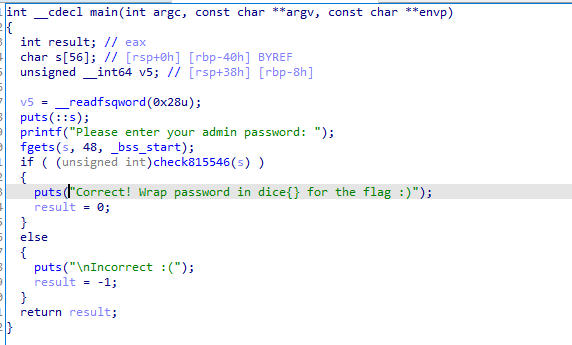 int __cdecl main(int argc, const char **argv, const char **envp)
{
int result; // eax
char s[56]; // [rsp+0h] [rbp-40h] BYREF
unsigned __int64 v5; // [rsp+38h] [rbp-8h]
v5 = __readfsqword(0x28u);
puts(::s);
printf("Please enter your admin password: ");
fgets(s, 48, _bss_start);
if ( (unsigned int)check815546(s) )
{
puts("Correct! Wrap password in dice{} for the flag :)");
result = 0;
}
else
{
puts("\nIncorrect :(");
result = -1;
}
return result;
}